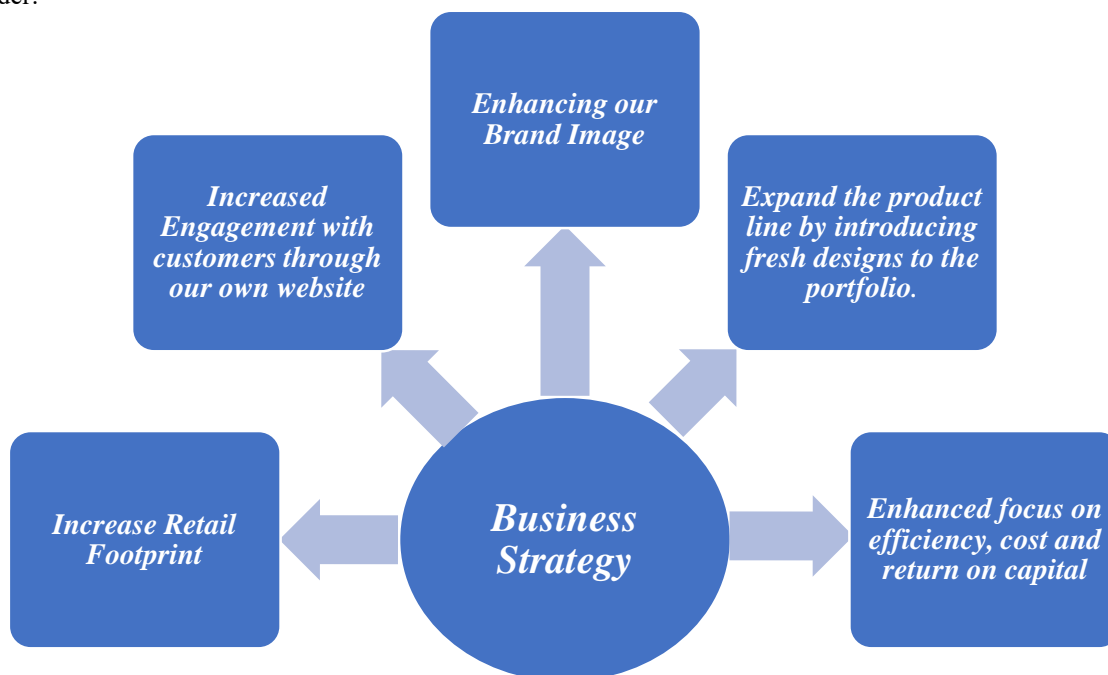 Enhancing our
Brand Image
Increased
Engagement with
customers through
our own website
Expand the product
line by introducing
fresh designs to the
portfolio.
Increase Retail
Footprint
Business
Strategy
Enhanced focus on
efficiency, cost and
return on capital